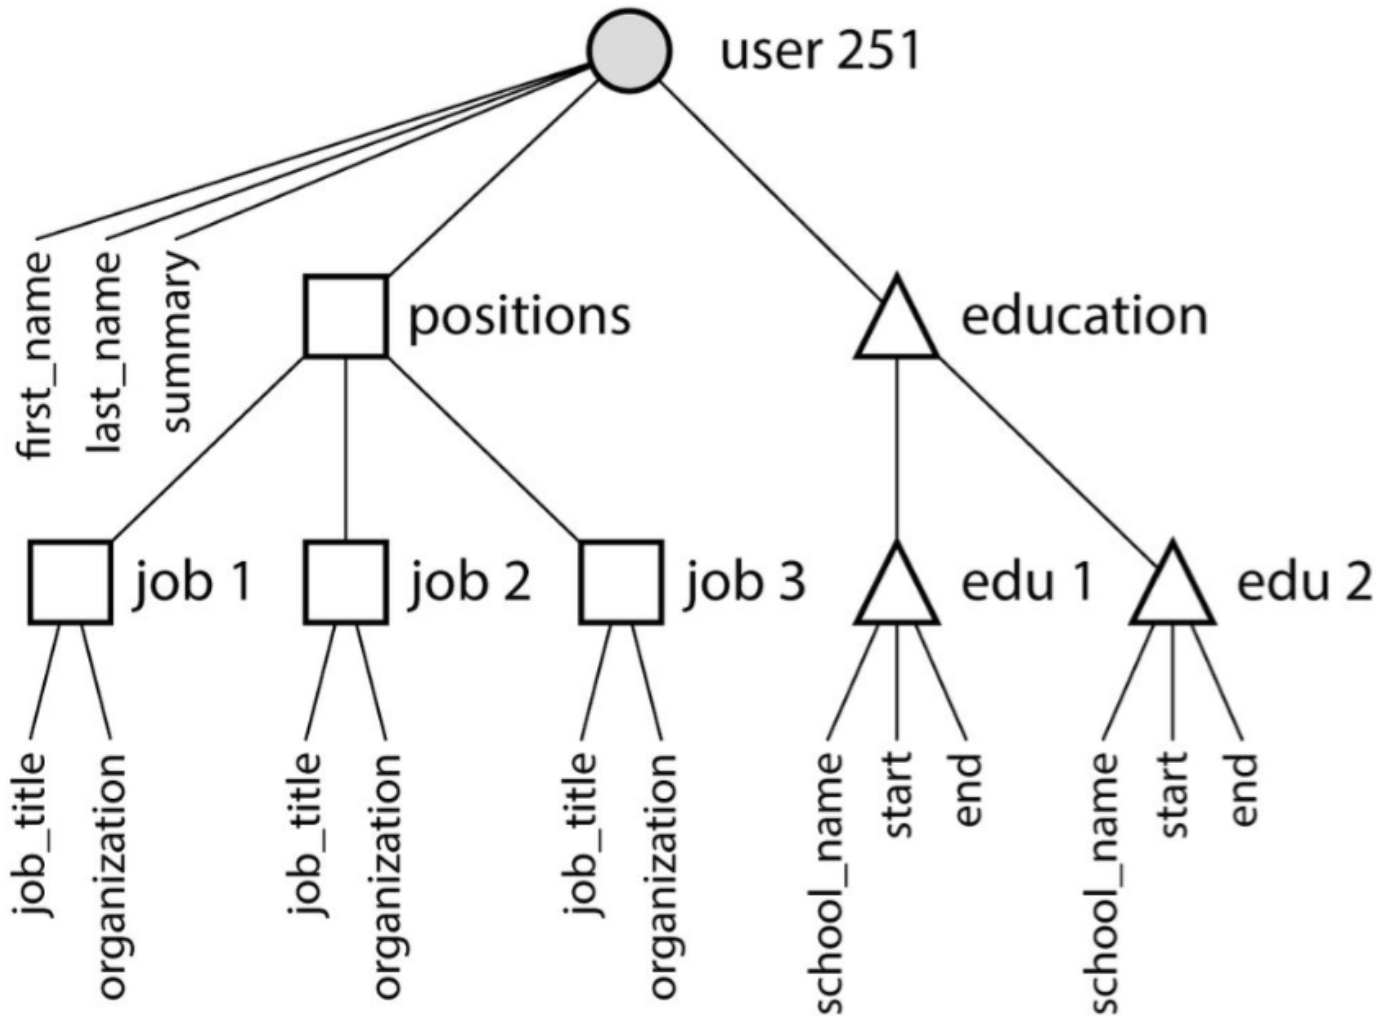 user 251
first_name
last_name
summary
positions
education
job 1
job 2
job 3
edu 1
edu 2
job_title
organization
job_title
organization
job_title
organization
school_name
start
end
school_name
start
end